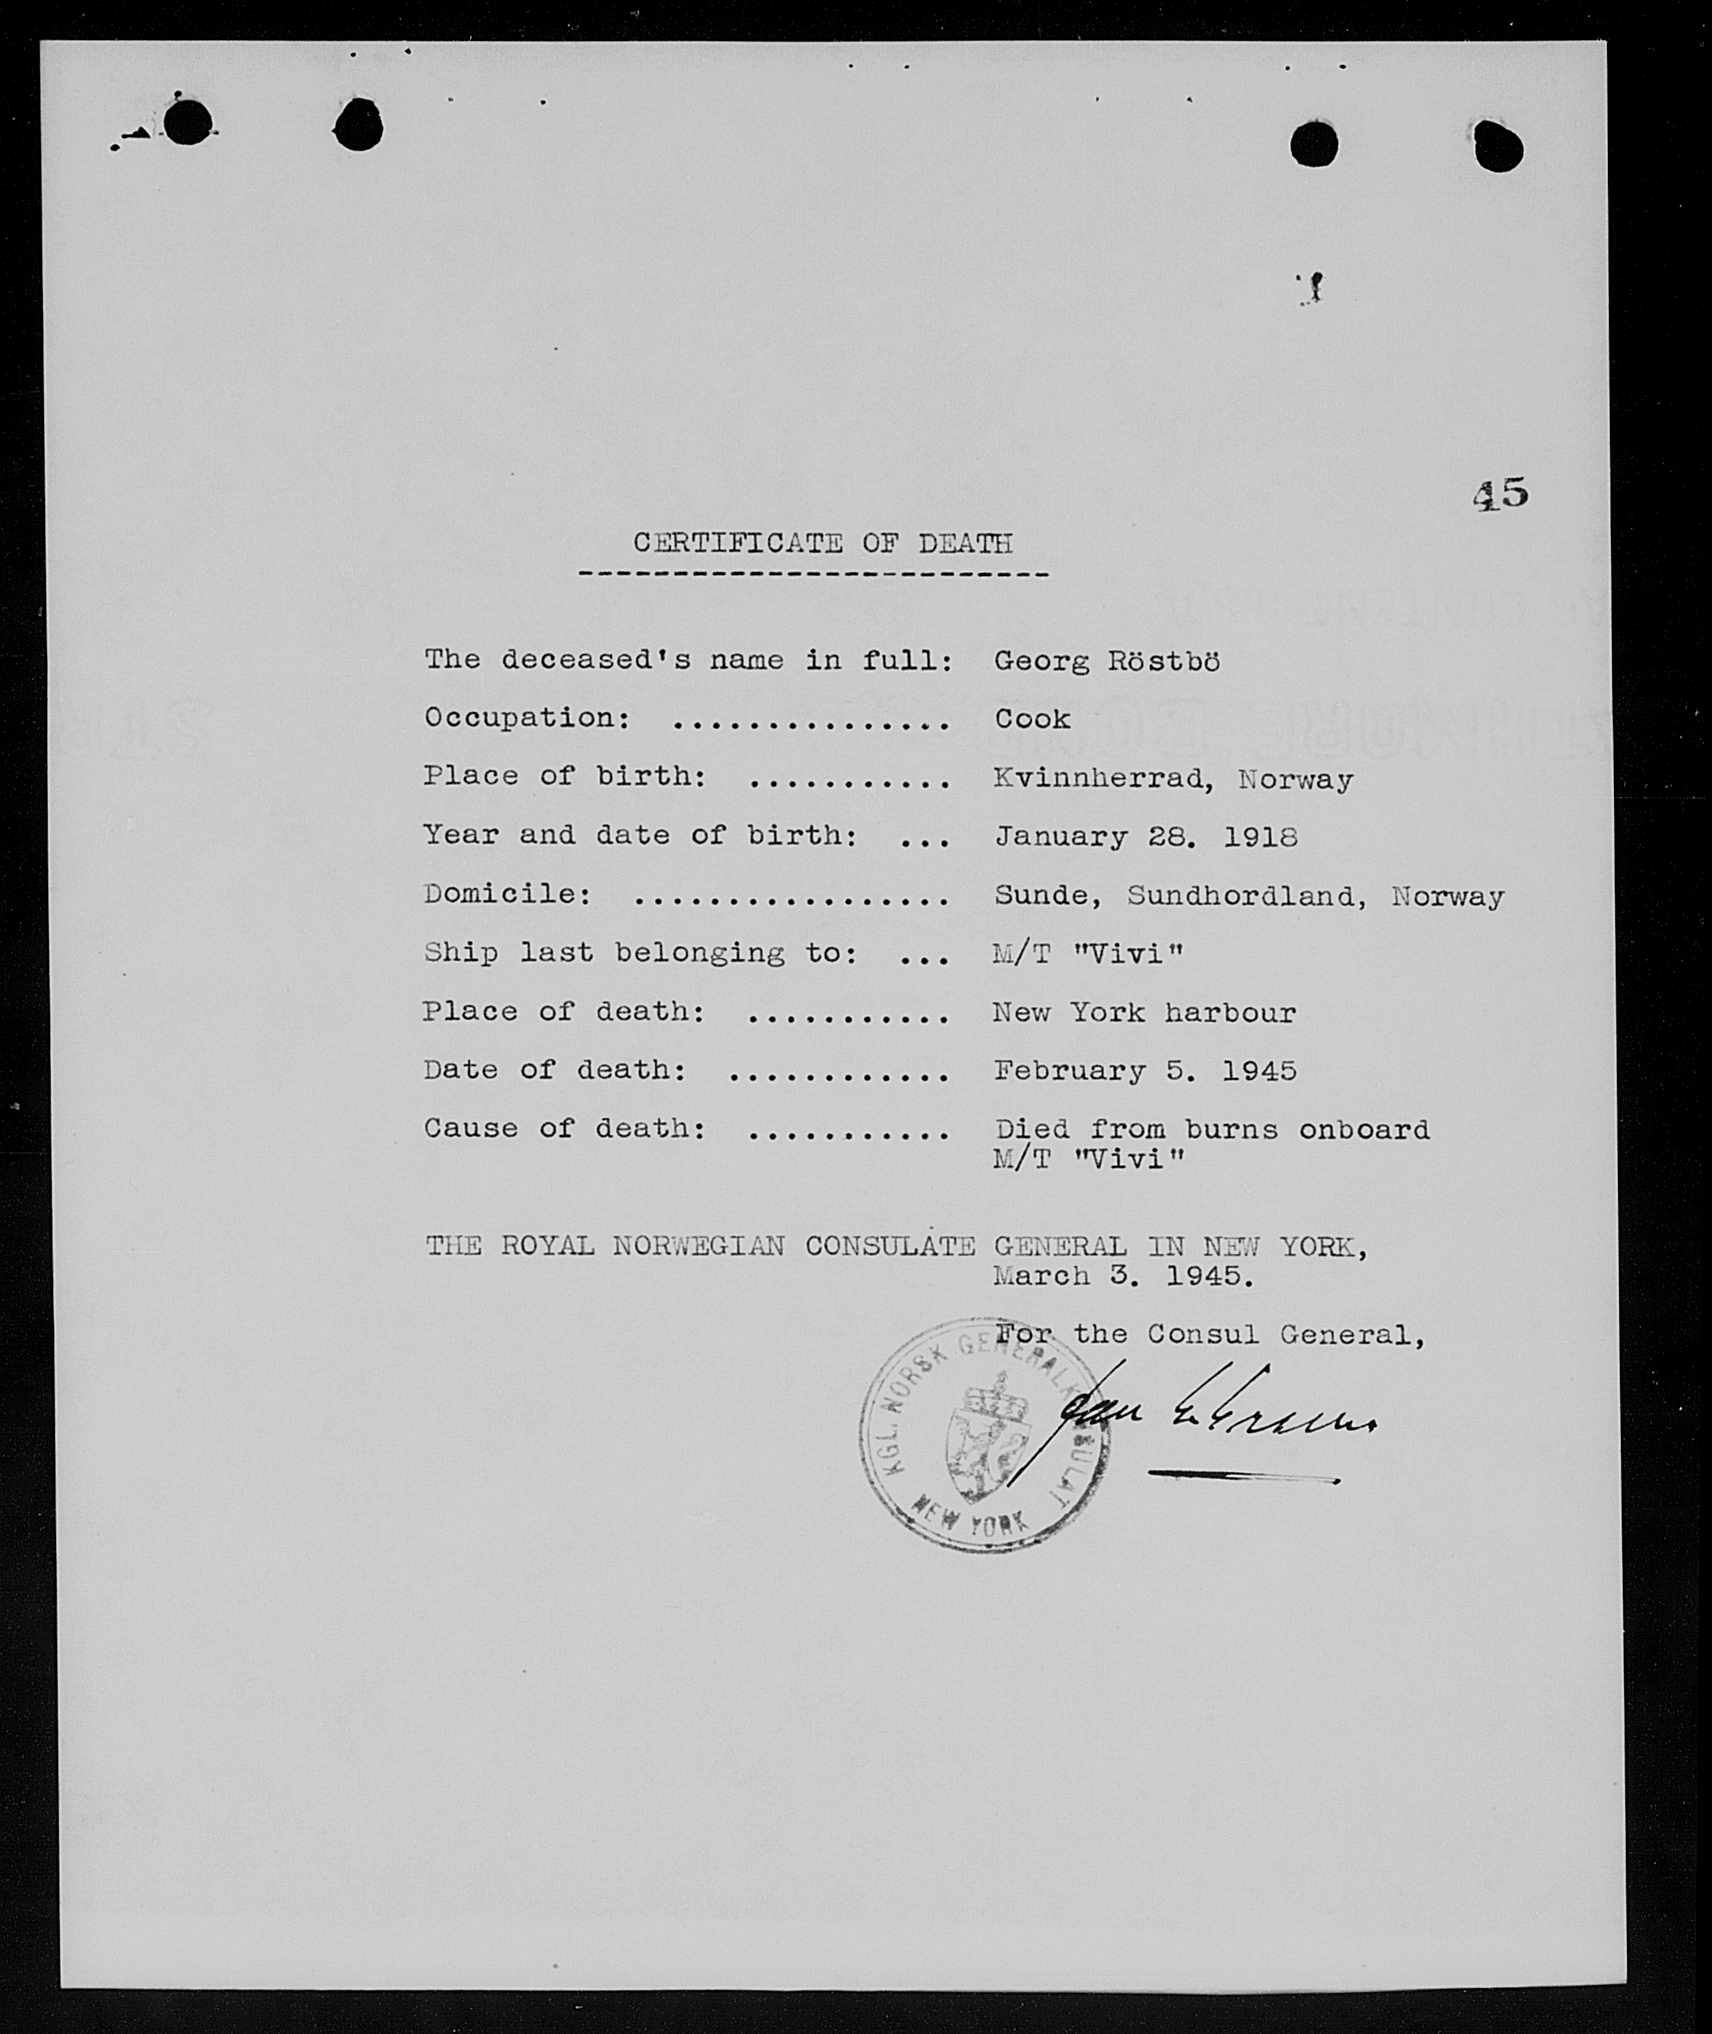 45
CERTIFICATE OF DEATH
-------------------------
The deceased's name in full: Georg Röstbö
Occupation: ............... Cook
Place of birth: ........... Kvinnherrad, Norway
Year and date of birth: ... January 28. 1918
Domicile: ................. Sunde, Sundhordland, Norway
Ship last belonging to: ... M/T "Vivi"
Place of death: ........... New York harbour
Date of death: ............ February 5. 1945
Cause of death: ........... Died from burns onboard
M/T "Vivi"
THE ROYAL NORWEGIAN CONSULATE GENERAL IN NEW YORK,
March 3. 1945.
For the Consul General,
KGL. NORSK GENERALKONSULAT
NEW YORK